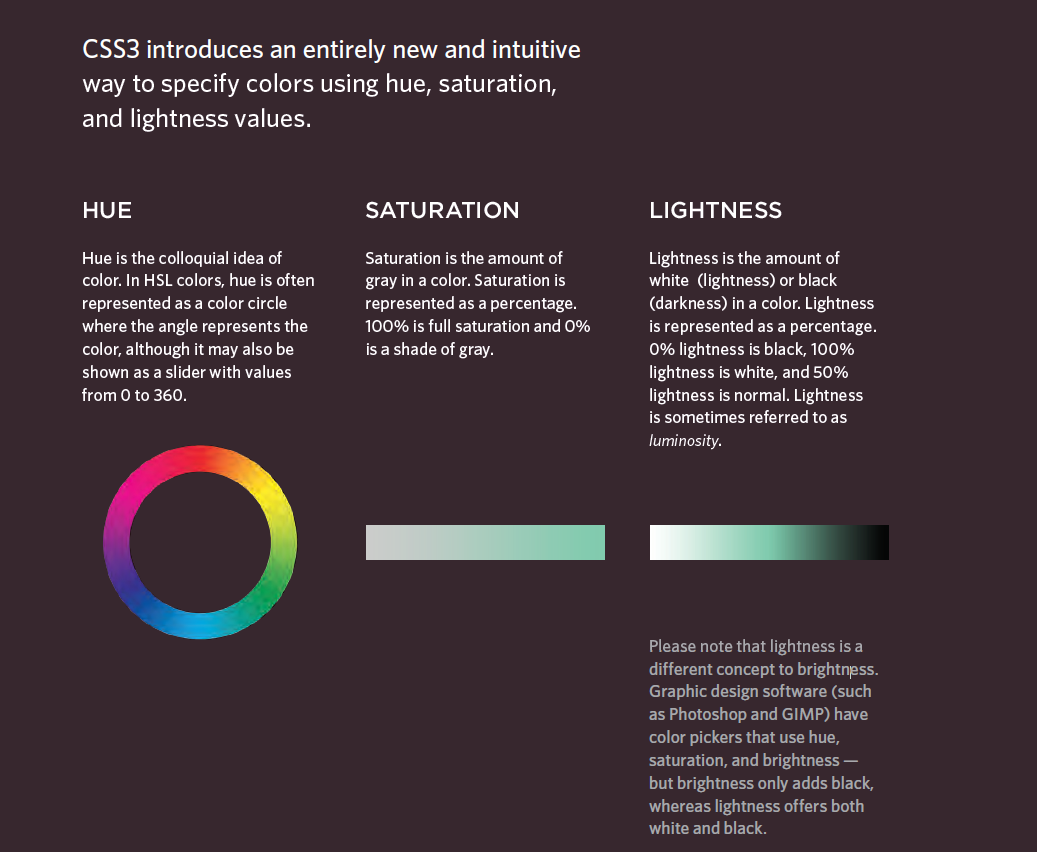 CSS3 introduces an entirely new and intuitive
way to specify colors using hue, saturation,
and lightness values.
HUE
Hue is the colloquial idea of
color. In HSL colors, hue is often
represented as a color circle
where the angle represents the
color, although it may also be
shown as a slider with values
from 0 to 360.
SATURATION
Saturation is the amount of
gray in a color. Saturation is
represented as a percentage.
100% is full saturation and 0%
is a shade of gray.
LIGHTNESS
Lightness is the amount of
white (lightness) or black
(darkness) in a color. Lightness
is represented as a percentage.
0% lightness is black, 100%
lightness is white, and 50%
lightness is normal. Lightness
is sometimes referred to as
luminosity.
Please note that lightness is a
different concept to brightness.
Graphic design software (such
as Photoshop and GIMP) have
color pickers that use hue,
saturation, and brightness —
but brightness only adds black,
whereas lightness offers both
white and black.